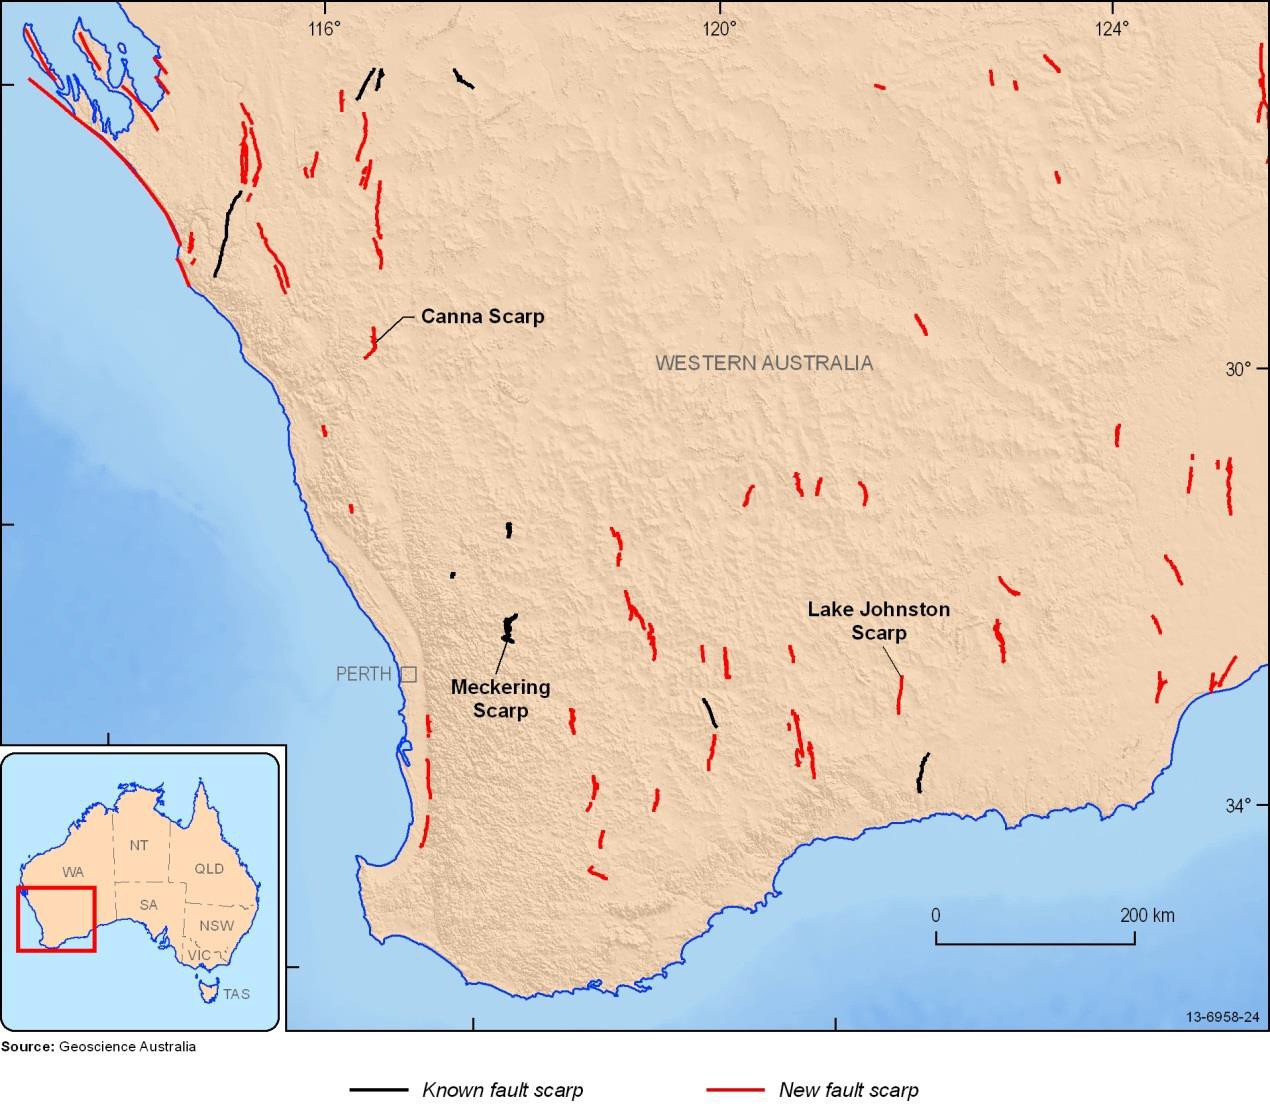 116°
120°
124°
Canna Scarp
WESTERN AUSTRALIA
30°
Lake Johnston
Scarp
PERTH
Meckering
Scarp
34°
0 200 km
NT
WA
QLD
SA
NSW
VIC
TAS
13-6958-24
Source: Geoscience Australia
Known fault scarp
New fault scarp